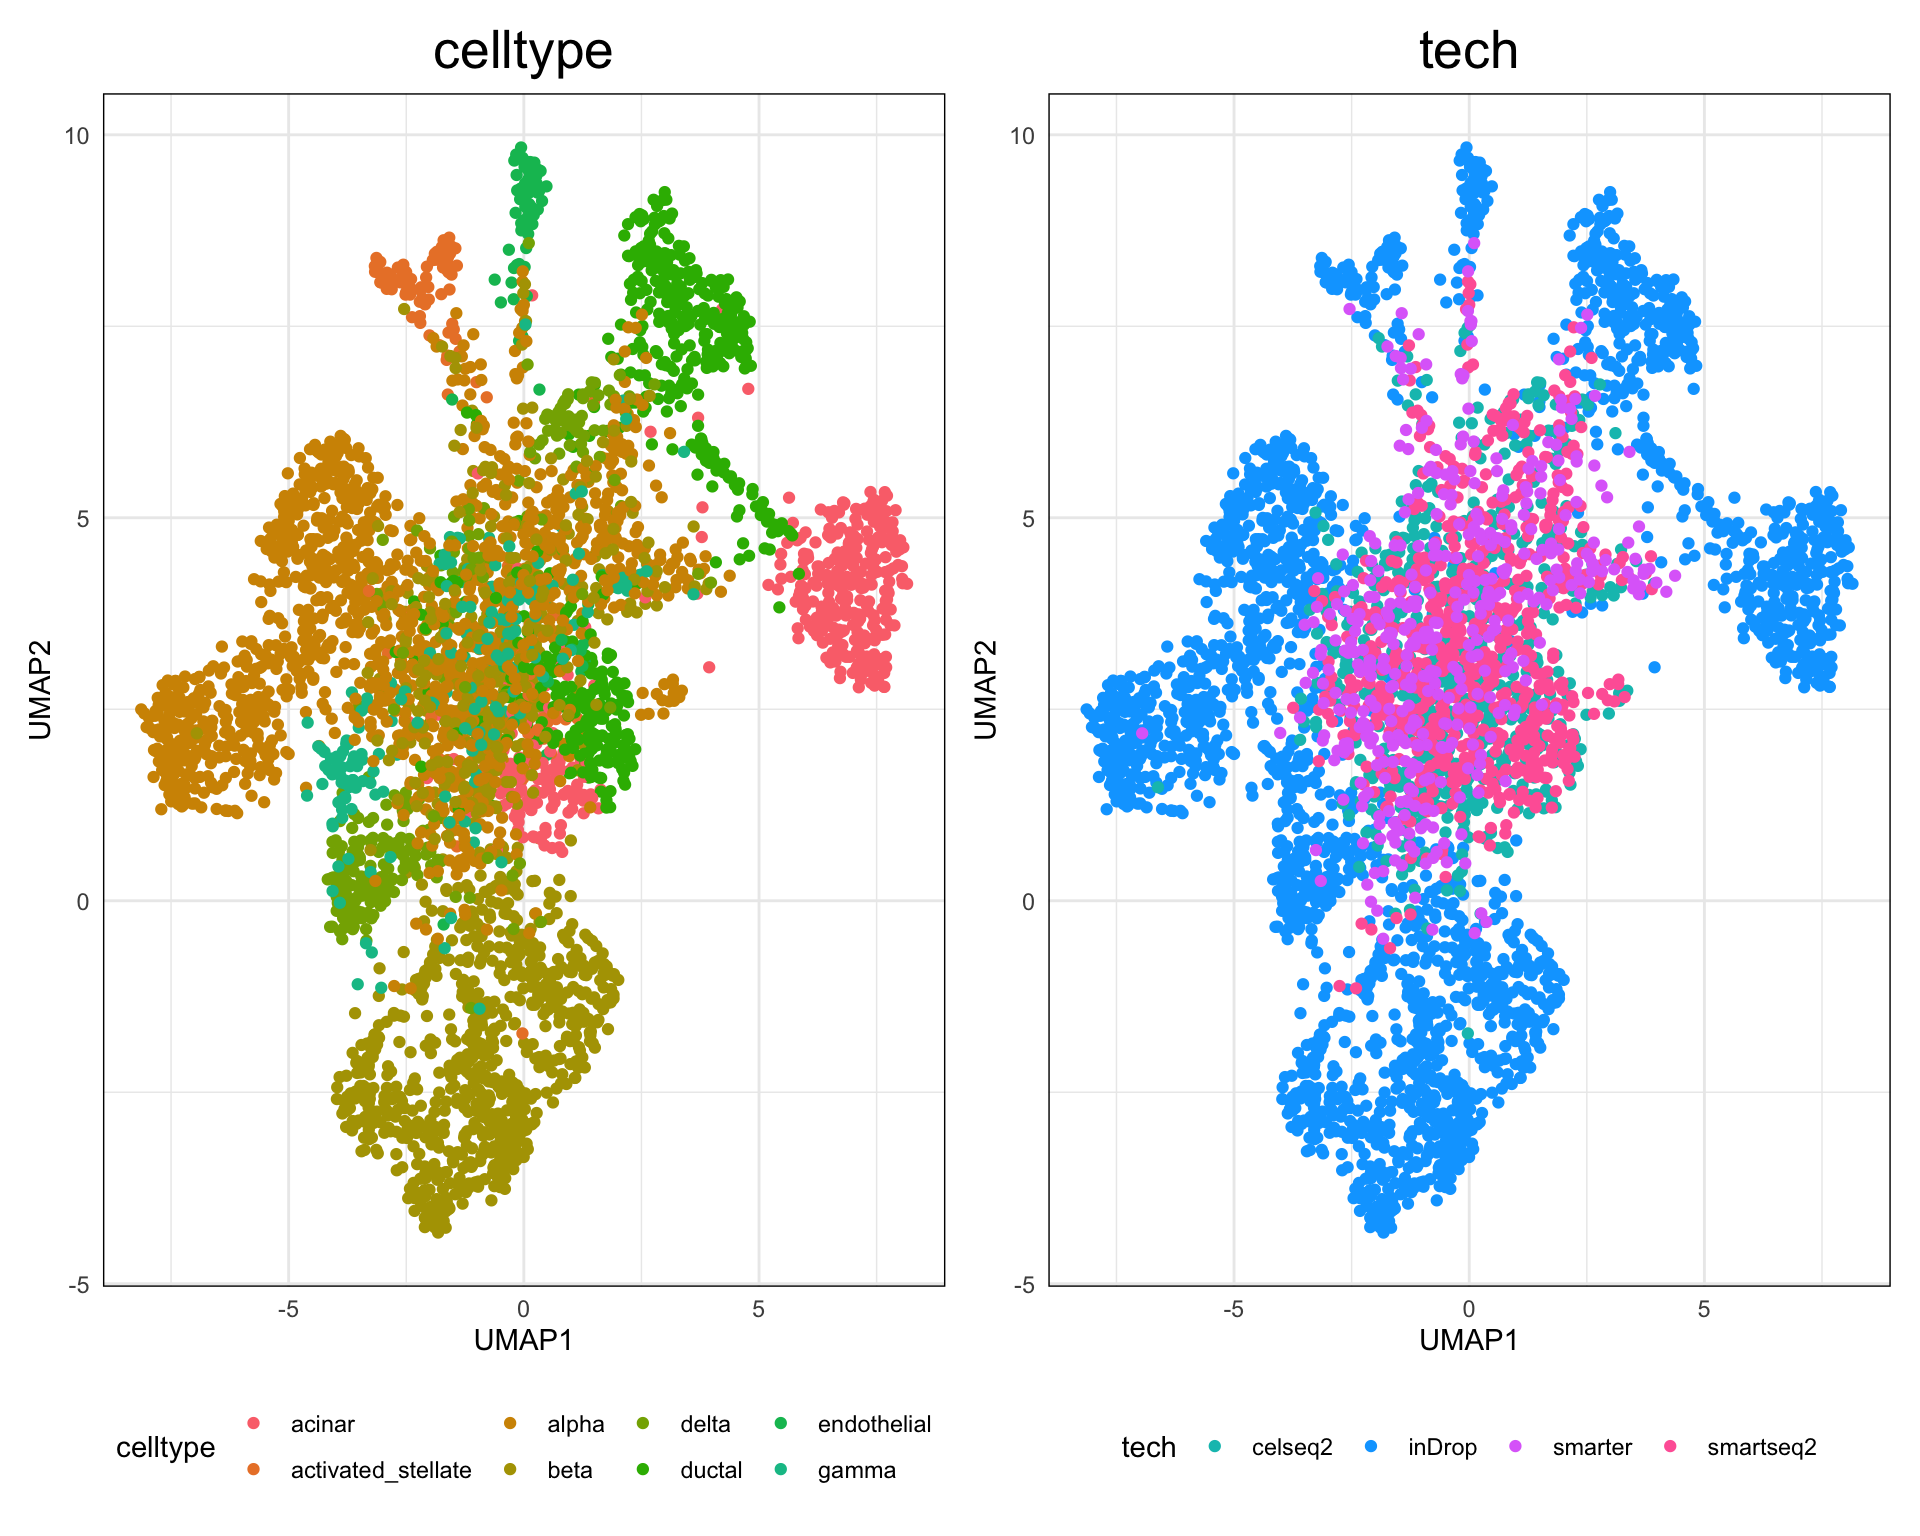 celltype
tech
10
5
0
-5
UMAP2
-5
0
5
UMAP1
10
5
0
-5
UMAP2
-5
0
5
UMAP1
celltype
acinar
alpha
delta
endothelial
activated_stellate
beta
ductal
gamma
tech
celseq2
inDrop
smarter
smartseq2